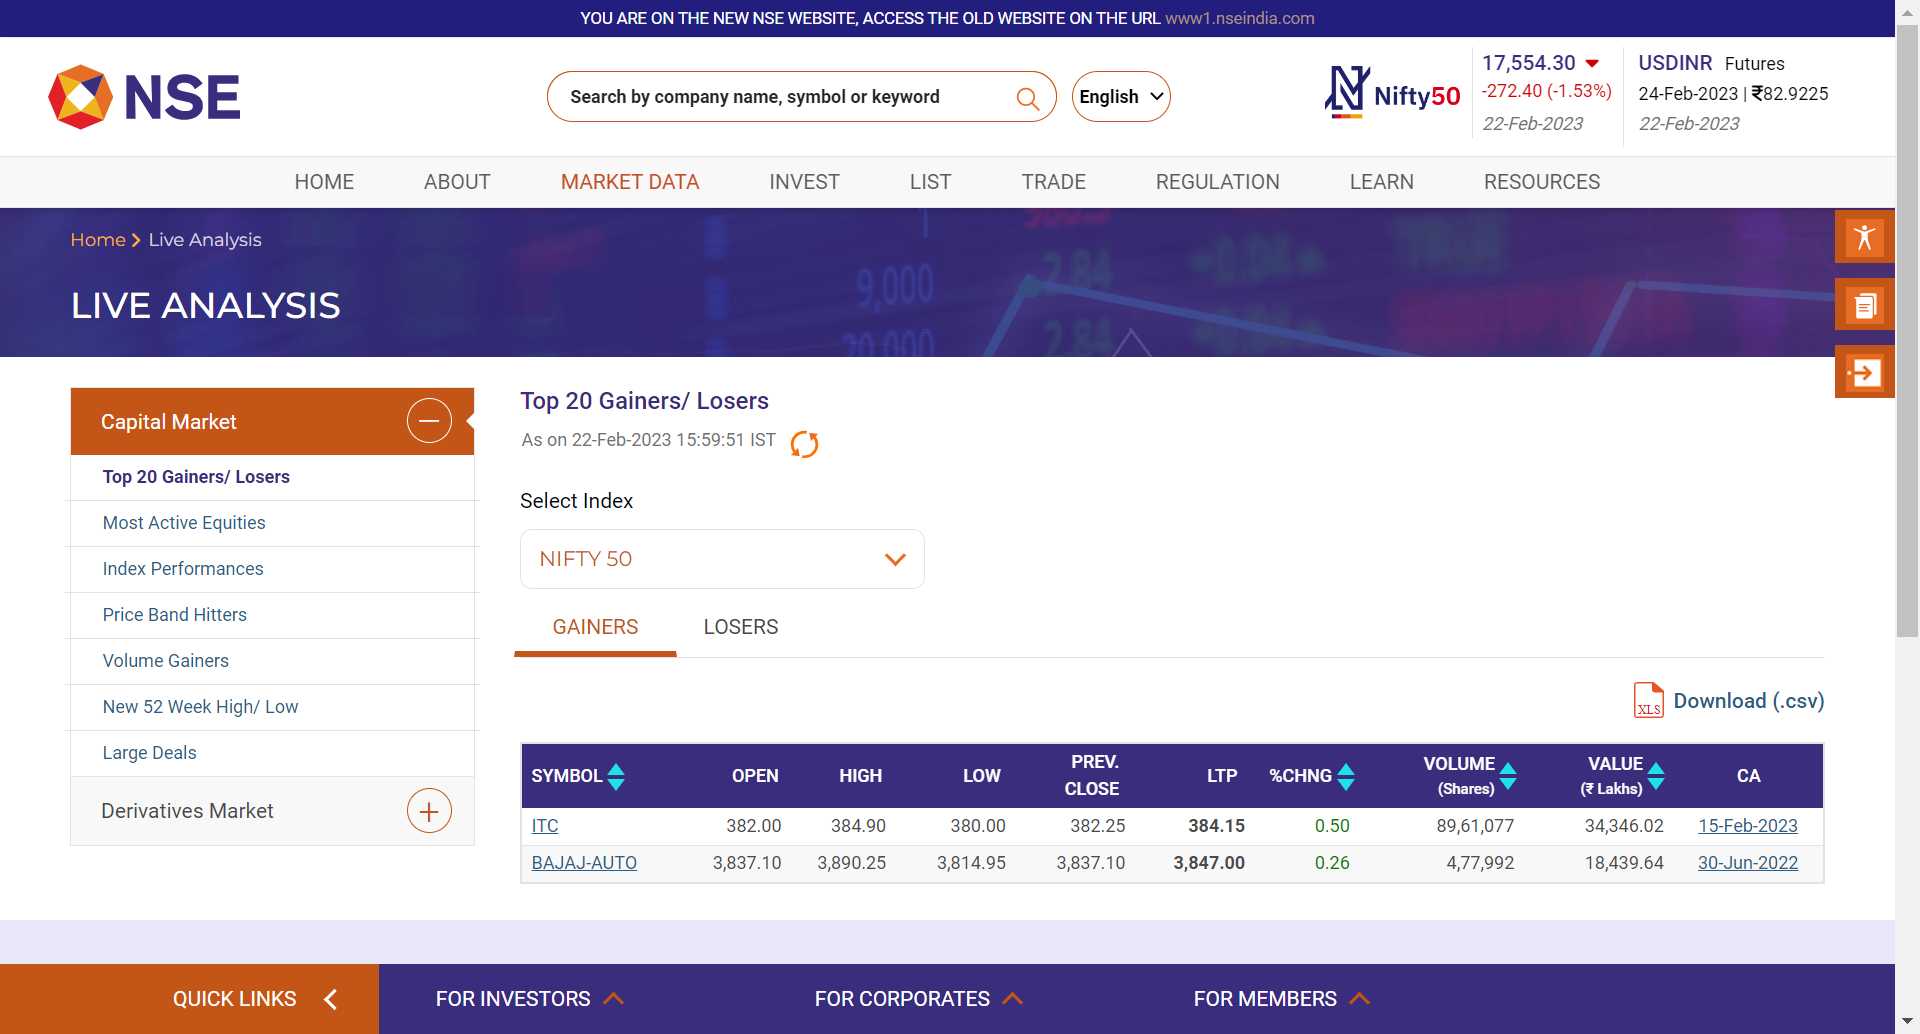 YOU ARE ON THE NEW NSE WEBSITE, ACCESS THE OLD WEBSITE ON THE URL www1.nseindia.com
NSE
Search by company name, symbol or keyword
English
Nifty50
17,554.30
-272.40 (-1.53%)
22-Feb-2023
USDINR Futures
24-Feb-2023 | ₹82.9225
22-Feb-2023
HOME ABOUT MARKET DATA INVEST LIST TRADE REGULATION LEARN RESOURCES
Home Live Analysis
LIVE ANALYSIS
9,000
20,000
2.84
2.84
Capital Market
Top 20 Gainers/ Losers
Most Active Equities
Index Performances
Price Band Hitters
Volume Gainers
New 52 Week High/ Low
Large Deals
Derivatives Market
Top 20 Gainers/ Losers
As on 22-Feb-2023 15:59:51 IST
Select Index
NIFTY 50
GAINERS LOSERS
XLS Download (.csv)
SYMBOL OPEN HIGH LOW PREV. CLOSE LTP %CHNG VOLUME (Shares) VALUE (₹ Lakhs) CA
ITC 382.00 384.90 380.00 382.25 384.15 0.50 89,61,077 34,346.02 15-Feb-2023
BAJAJ-AUTO 3,837.10 3,890.25 3,814.95 3,837.10 3,847.00 0.26 4,77,992 18,439.64 30-Jun-2022
QUICK LINKS FOR INVESTORS FOR CORPORATES FOR MEMBERS